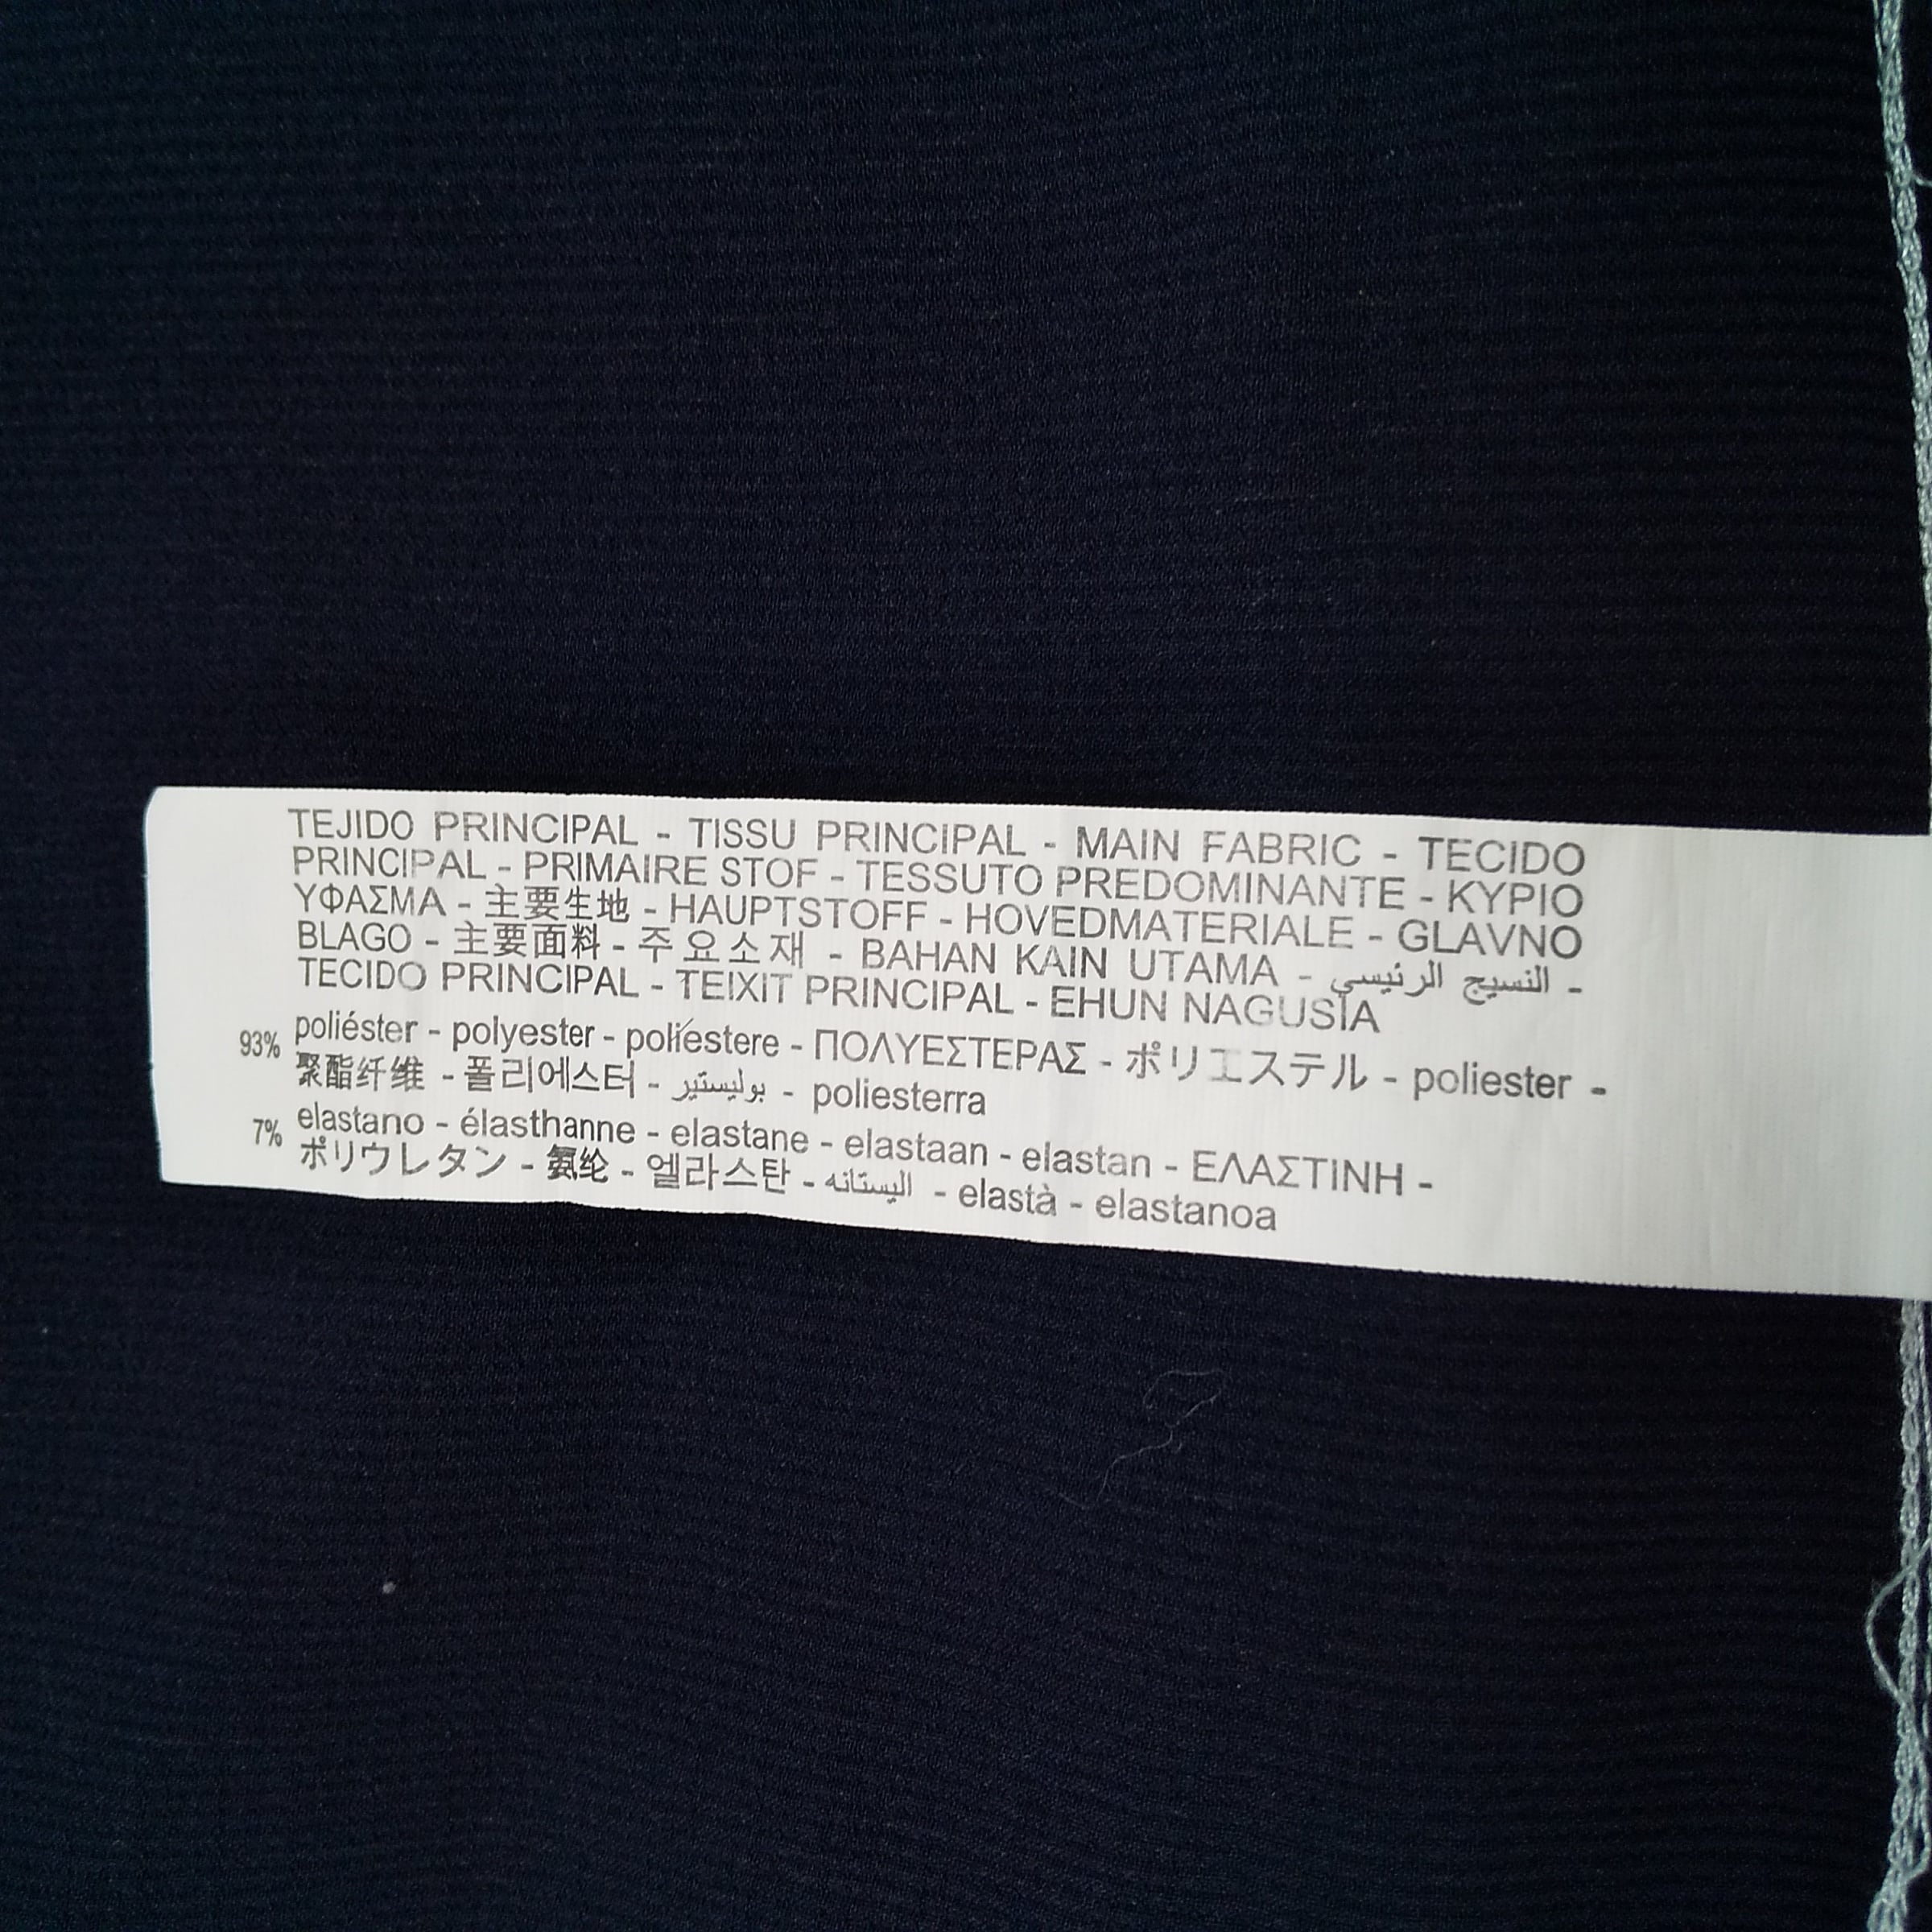 TEJIDO PRINCIPAL - TISSU PRINCIPAL - MAIN FABRIC - TECIDO
PRINCIPAL - PRIMAIRE STOF - TESSUTO PREDOMINANTE - ΚΥΡΙΟ
ΥΦΑΣΜΑ - 主要生地 - HAUPTSTOFF - HOVEDMATERIALE - GLAVNO
BLAGO - 主要面料 - 주요소재 - BAHAN KAIN UTAMA - النسيج الرئيسي -
TECIDO PRINCIPAL - TEIXIT PRINCIPAL - EHUN NAGUSIA
93% poliéster - polyester - poliestere - ΠΟΛΥΕΣΤΕΡΑΣ - ポリエステル - poliester -
聚酯纤维 - 폴리에스터 - بوليستير - poliesterra
7% elastano - élasthanne - elastane - elastaan - elastan - ΕΛΑΣΤΙΝΗ -
ポリウレタン - 氨纶 - 엘라스탄 - اليستانه - elastà - elastanoa